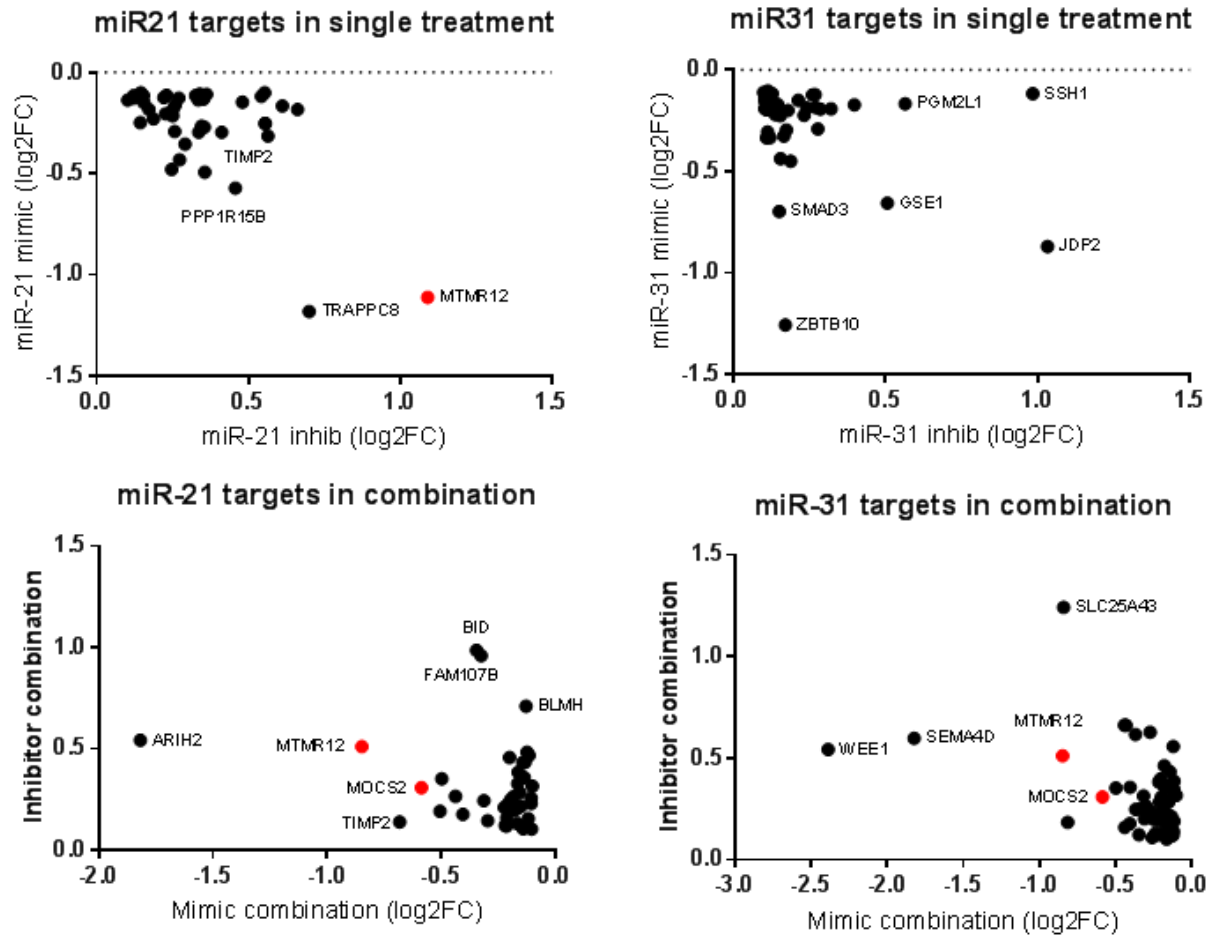 miR21 targets in single treatment
0.0
-0.5
-1.0
-1.5
miR-21 mimic (log2FC)
TIMP2
PPP1R15B
TRAPPC8
MTMR12
0.0
0.5
1.0
1.5
miR-21 inhib (log2FC)
miR31 targets in single treatment
0.0
-0.5
-1.0
-1.5
miR-31 mimic (log2FC)
SSH1
PGM2L1
SMAD3
GSE1
JDP2
ZBTB10
0.0
0.5
1.0
1.5
miR-31 inhib (log2FC)
miR-21 targets in combination
1.5
1.0
0.5
0.0
Inhibitor combination
BID
FAM107B
BLMH
ARIH2
MTMR12
MOCS2
TIMP2
-2.0
-1.5
-1.0
-0.5
0.0
Mimic combination (log2FC)
miR-31 targets in combination
1.5
1.0
0.5
0.0
Inhibitor combination
SLC25A43
MTMR12
SEMA4D
WEE1
MOCS2
-3.0
-2.5
-2.0
-1.5
-1.0
-0.5
0.0
Mimic combination (log2FC)